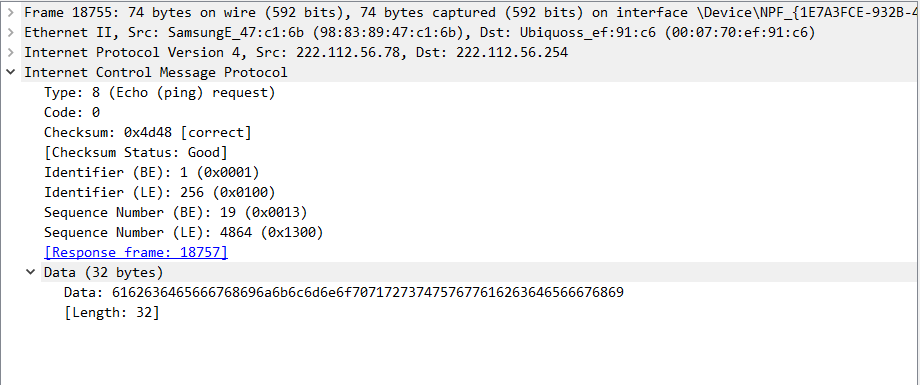 Frame 18755: 74 bytes on wire (592 bits), 74 bytes captured (592 bits) on interface \Device\NPF_{1E7A3FCE-932B-4
Ethernet II, Src: SamsungE_47:c1:6b (98:83:89:47:c1:6b), Dst: Ubiquoss_ef:91:c6 (00:07:70:ef:91:c6)
Internet Protocol Version 4, Src: 222.112.56.78, Dst: 222.112.56.254
Internet Control Message Protocol
Type: 8 (Echo (ping) request)
Code: 0
Checksum: 0x4d48 [correct]
[Checksum Status: Good]
Identifier (BE): 1 (0x0001)
Identifier (LE): 256 (0x0100)
Sequence Number (BE): 19 (0x0013)
Sequence Number (LE): 4864 (0x1300)
[Response frame: 18757]
Data (32 bytes)
Data: 6162636465666768696a6b6c6d6e6f7071727374757677616263646566676869
[Length: 32]